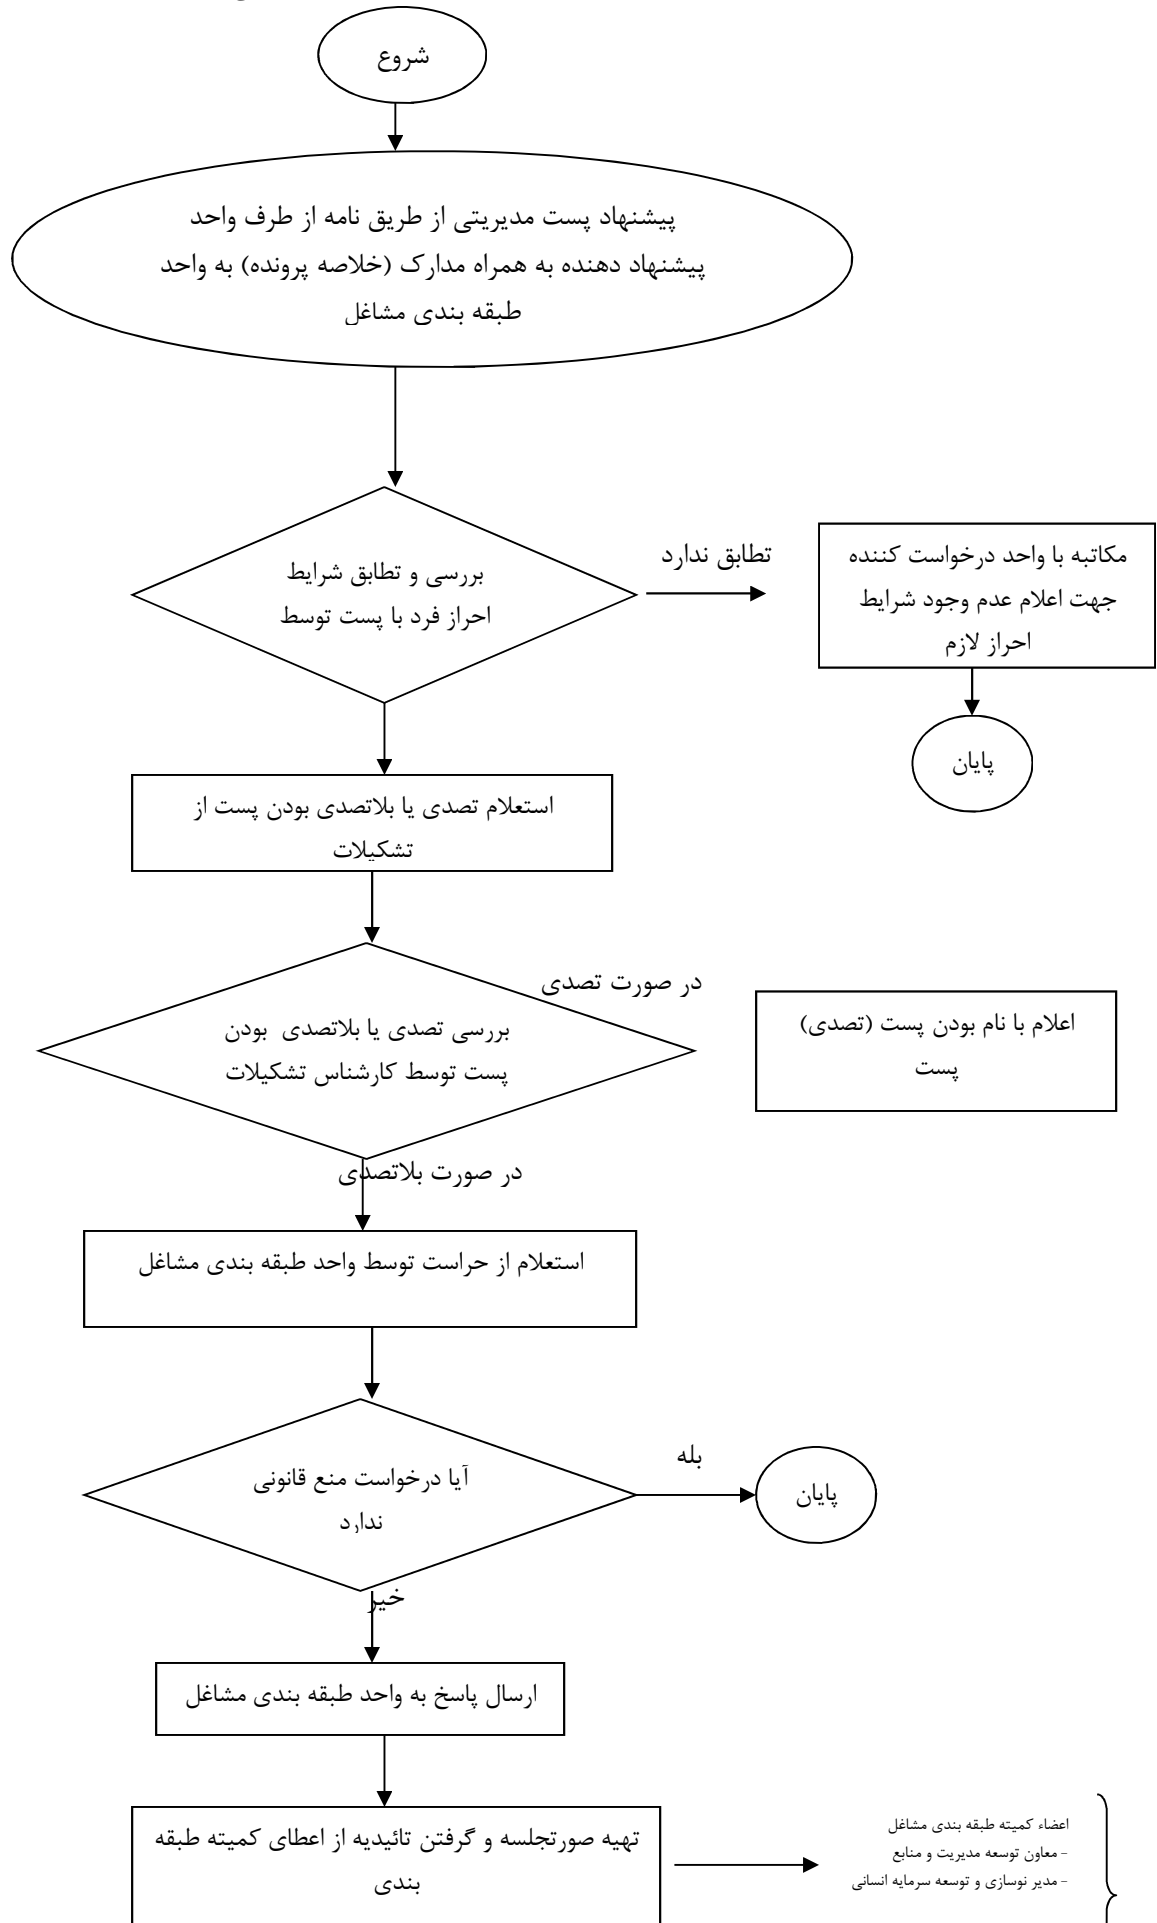 شروع
پیشنهاد پست مدیریتی از طریق نامه از طرف واحد
پیشنهاد دهنده به همراه مدارک (خلاصه پرونده) به واحد
طبقه بندی مشاغل
بررسی و تطابق شرایط
احراز فرد با پست توسط
تطابق ندارد
مکاتبه با واحد درخواست کننده
جهت اعلام عدم وجود شرایط
احراز لازم
پایان
استعلام تصدی یا بلاتصدی بودن پست از
تشکیلات
در صورت تصدی
بررسی تصدی یا بلاتصدی بودن
پست توسط کارشناس تشکیلات
اعلام با نام بودن پست (تصدی)
پست
در صورت بلاتصدی
استعلام از حراست توسط واحد طبقه بندی مشاغل
آیا درخواست منع قانونی
ندارد
بله
پایان
خیر
ارسال پاسخ به واحد طبقه بندی مشاغل
تهیه صورتجلسه و گرفتن تائیدیه از اعطای کمیته طبقه
بندی
اعضاء کمیته طبقه بندی مشاغل
- معاون توسعه مدیریت و منابع
- مدیر نوسازی و توسعه سرمایه انسانی